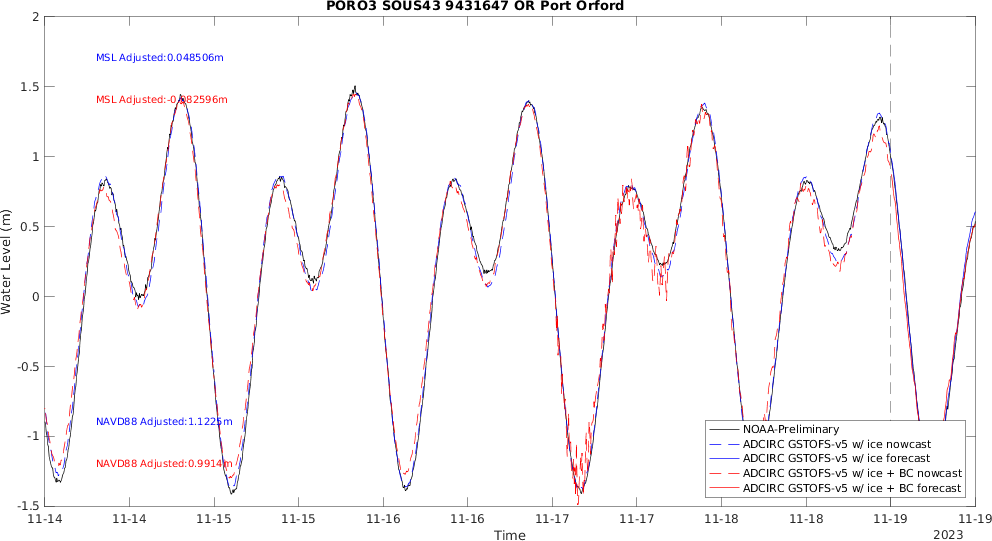 PORO3 SOUS43 9431647 OR Port Orford
2
1.5
1
0.5
0
-0.5
-1
-1.5
Water Level (m)
MSL Adjusted:0.048506m
MSL Adjusted:-0.082596m
NAVD88 Adjusted:1.1225m
NAVD88 Adjusted:0.9914m
NOAA-Preliminary
ADCIRC GSTOFS-v5 w/ ice nowcast
ADCIRC GSTOFS-v5 w/ ice forecast
ADCIRC GSTOFS-v5 w/ ice + BC nowcast
ADCIRC GSTOFS-v5 w/ ice + BC forecast
11-14 11-14 11-15 11-15 11-16 11-16 11-17 11-17 11-18 11-18 11-19 11-19
Time
2023